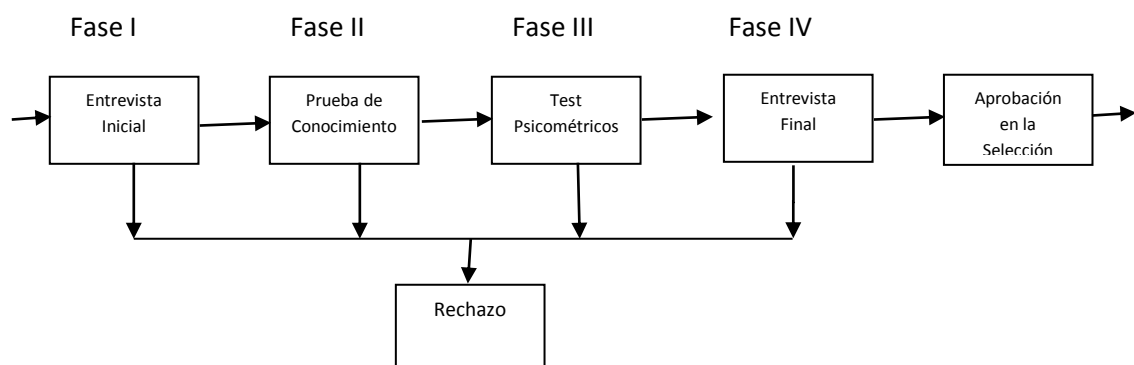 Fase I
Fase II
Fase III
Fase IV
Entrevista
Inicial
Prueba de
Conocimiento
Test
Psicométricos
Entrevista
Final
Aprobación
en la
Selección
Rechazo